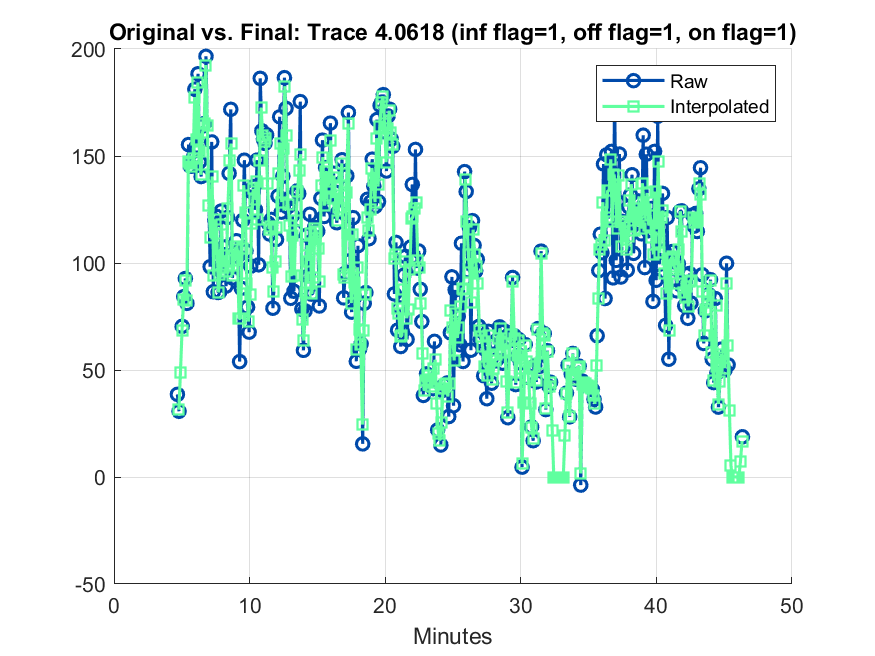 Original vs. Final: Trace 4.0618 (inf flag=1, off flag=1, on flag=1)
200
Raw
Interpolated
150
100
50
0
-50
0 10 20 30 40 50
Minutes